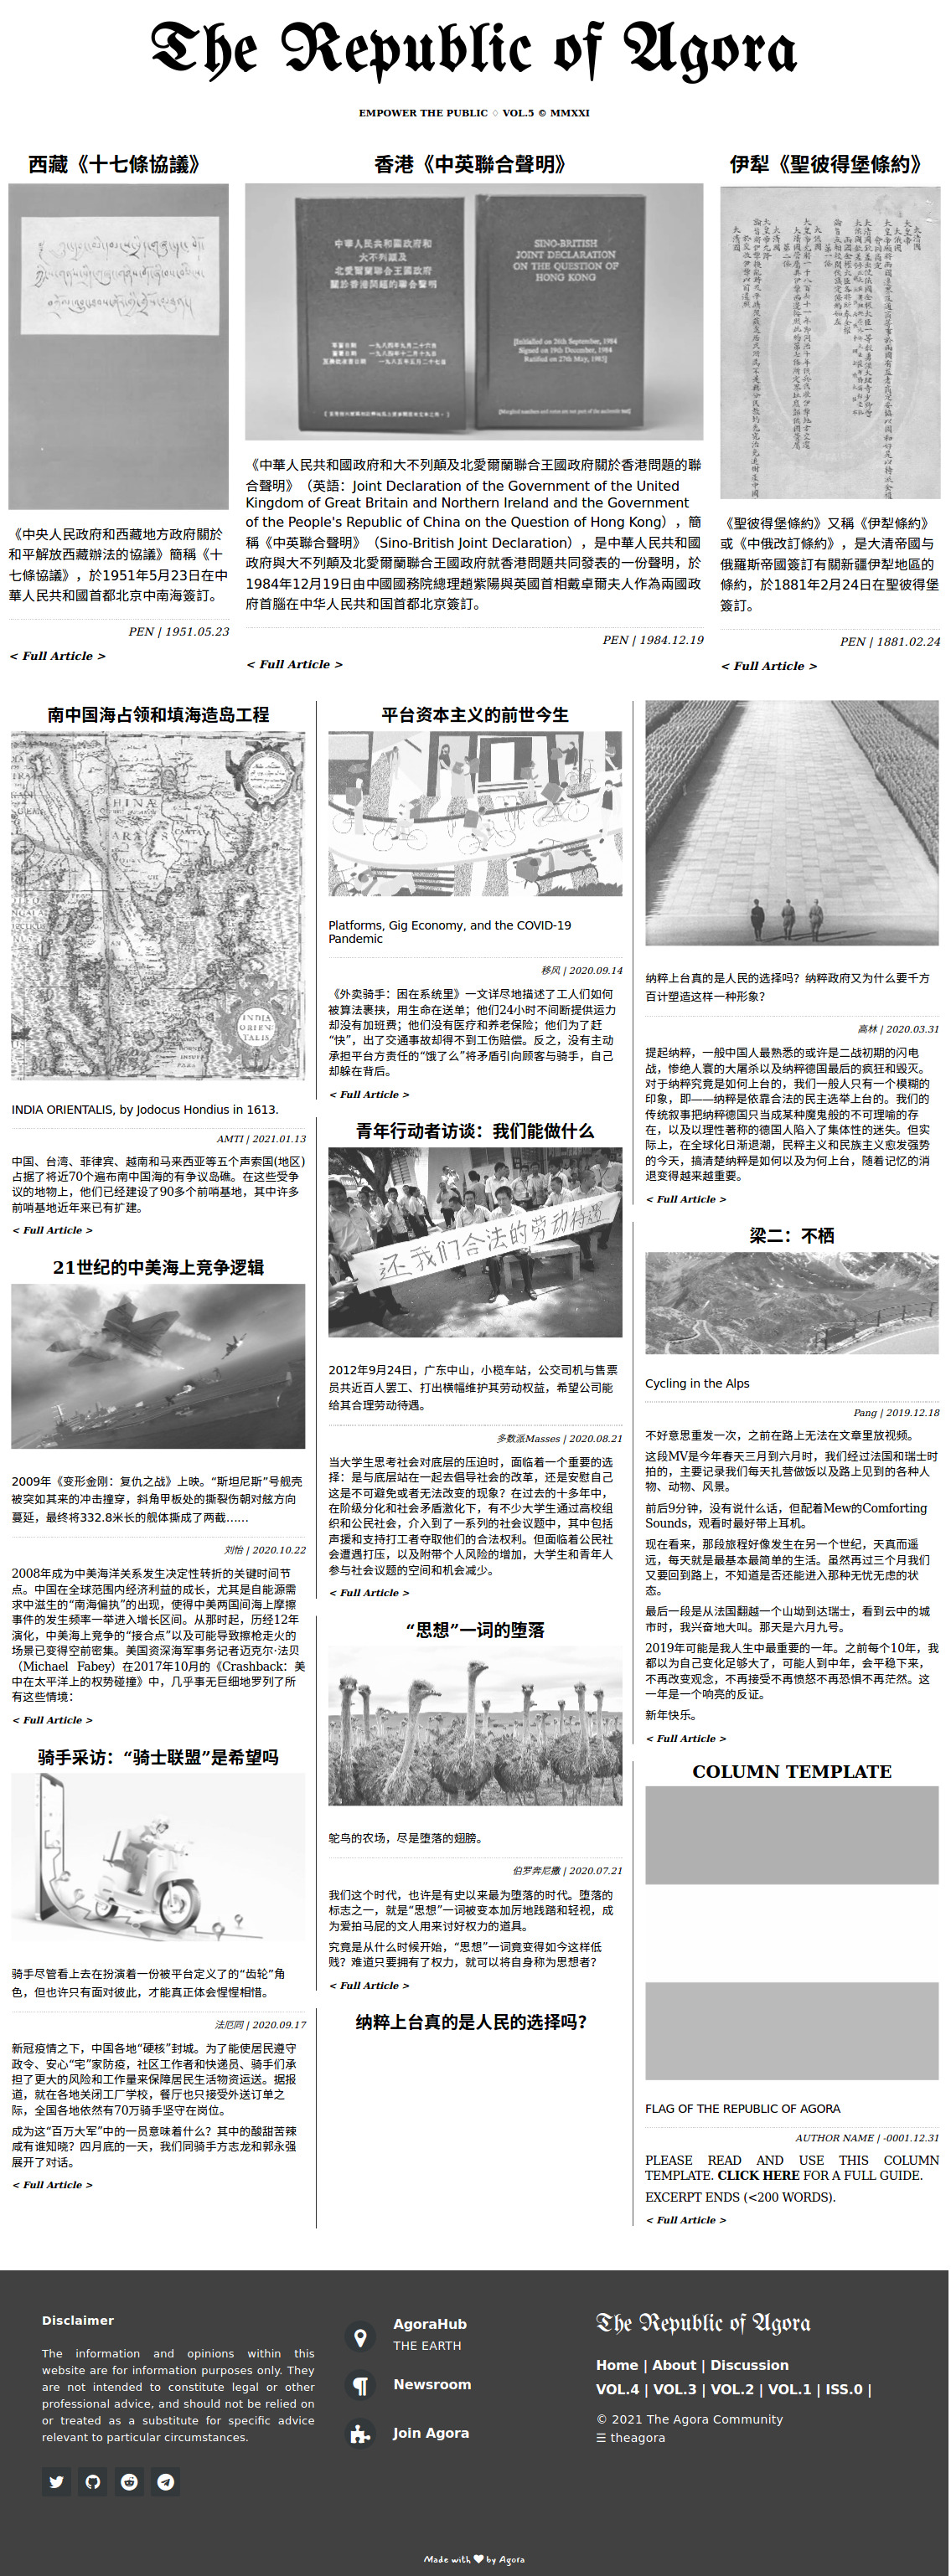 The Republic of Agora
EMPOWER THE PUBLIC ♢ VOL.5 © MMXXI
西藏《十七條協議》
《中央人民政府和西藏地方政府關於
和平解放西藏辦法的協議》簡稱《十
七條協議》，於1951年5月23日在中
華人民共和國首都北京中南海簽訂。
PEN | 1951.05.23
< Full Article >
香港《中英聯合聲明》
中華人民共和國政府和
大不列顛及
北愛爾蘭聯合王國政府
關於香港問題的聯合聲明
SINO-BRITISH
JOINT DECLARATION
ON THE QUESTION OF
HONG KONG
[Initialled on 26th September, 1984
Signed on 19th December, 1984
Ratified on 27th May, 1985]
《中華人民共和國政府和大不列顛及北愛爾蘭聯合王國政府關於香港問題的聯
合聲明》（英語：Joint Declaration of the Government of the United
Kingdom of Great Britain and Northern Ireland and the Government
of the People's Republic of China on the Question of Hong Kong），簡
稱《中英聯合聲明》（Sino-British Joint Declaration），是中華人民共和國
政府與大不列顛及北愛爾蘭聯合王國政府就香港問題共同發表的一份聲明，於
1984年12月19日由中國國務院總理趙紫陽與英國首相戴卓爾夫人作為兩國政
府首腦在中华人民共和国首都北京簽訂。
PEN | 1984.12.19
< Full Article >
伊犁《聖彼得堡條約》
《聖彼得堡條約》又稱《伊犁條約》
或《中俄改訂條約》，是大清帝國与
俄羅斯帝國簽訂有關新疆伊犁地區的
條約，於1881年2月24日在聖彼得堡
簽訂。
PEN | 1881.02.24
< Full Article >
南中国海占领和填海造岛工程
INDIA ORIENTALIS, by Jodocus Hondius in 1613.
AMTI | 2021.01.13
中国、台湾、菲律宾、越南和马来西亚等五个声索国(地区)
占据了将近70个遍布南中国海的有争议岛礁。在这些受争
议的地物上，他们已经建设了90多个前哨基地，其中许多
前哨基地近年来已有扩建。
< Full Article >
21世纪的中美海上竞争逻辑
2009年《变形金刚：复仇之战》上映。“斯坦尼斯”号舰壳
被突如其来的冲击撞穿，斜角甲板处的撕裂伤朝对舷方向
蔓延，最终将332.8米长的舰体撕成了两截……
刘怡 | 2020.10.22
2008年成为中美海洋关系发生决定性转折的关键时间节
点。中国在全球范围内经济利益的成长，尤其是自能源需
求中滋生的“南海偏执”的出现，使得中美两国间海上摩擦
事件的发生频率一举进入增长区间。从那时起，历经12年
演化，中美海上竞争的“接合点”以及可能导致擦枪走火的
场景已变得空前密集。美国资深海军事务记者迈克尔·法贝
（Michael Fabey）在2017年10月的《Crashback：美
中在太平洋上的权势碰撞》中，几乎事无巨细地罗列了所
有这些情境：
< Full Article >
骑手采访：“骑士联盟”是希望吗
骑手尽管看上去在扮演着一份被平台定义了的“齿轮”角
色，但也许只有面对彼此，才能真正体会惺惺相惜。
法厄同 | 2020.09.17
新冠疫情之下，中国各地“硬核”封城。为了能使居民遵守
政令、安心“宅”家防疫，社区工作者和快递员、骑手们承
担了更大的风险和工作量来保障居民生活物资运送。据报
道，就在各地关闭工厂学校，餐厅也只接受外送订单之
际，全国各地依然有70万骑手坚守在岗位。
成为这“百万大军”中的一员意味着什么？其中的酸甜苦辣
咸有谁知晓？四月底的一天，我们同骑手方志龙和郭永强
展开了对话。
< Full Article >
平台资本主义的前世今生
Platforms, Gig Economy, and the COVID-19
Pandemic
移风 | 2020.09.14
《外卖骑手：困在系统里》一文详尽地描述了工人们如何
被算法裹挟，用生命在送单；他们24小时不间断提供运力
却没有加班费；他们没有医疗和养老保险；他们为了赶
“快”，出了交通事故却得不到工伤赔偿。反之，没有主动
承担平台方责任的“饿了么”将矛盾引向顾客与骑手，自己
却躲在背后。
< Full Article >
青年行动者访谈：我们能做什么
还我们合法的劳动待遇
2012年9月24日，广东中山，小榄车站，公交司机与售票
员共近百人罢工、打出横幅维护其劳动权益，希望公司能
给其合理劳动待遇。
多数派Masses | 2020.08.21
当大学生思考社会对底层的压迫时，面临着一个重要的选
择：是与底层站在一起去倡导社会的改革，还是安慰自己
这是不可避免或者无法改变的现象？在过去的十多年中，
在阶级分化和社会矛盾激化下，有不少大学生通过高校组
织和公民社会，介入到了一系列的社会议题中，其中包括
声援和支持打工者夺取他们的合法权利。但面临着公民社
会遭遇打压，以及附带个人风险的增加，大学生和青年人
参与社会议题的空间和机会减少。
< Full Article >
“思想”一词的堕落
鸵鸟的农场，尽是堕落的翅膀。
伯罗奔尼撒 | 2020.07.21
我们这个时代，也许是有史以来最为堕落的时代。堕落的
标志之一，就是“思想”一词被变本加厉地践踏和轻视，成
为爱拍马屁的文人用来讨好权力的道具。
究竟是从什么时候开始，“思想”一词竟变得如今这样低
贱？难道只要拥有了权力，就可以将自身称为思想者？
< Full Article >
纳粹上台真的是人民的选择吗？
纳粹上台真的是人民的选择吗？纳粹政府又为什么要千方
百计塑造这样一种形象？
高林 | 2020.03.31
提起纳粹，一般中国人最熟悉的或许是二战初期的闪电
战，惨绝人寰的大屠杀以及纳粹德国最后的疯狂和毁灭。
对于纳粹究竟是如何上台的，我们一般人只有一个模糊的
印象，即——纳粹是依靠合法的民主选举上台的。我们的
传统叙事把纳粹德国只当成某种魔鬼般的不可理喻的存
在，以及以理性著称的德国人陷入了集体性的迷失。但实
际上，在全球化日渐退潮，民粹主义和民族主义愈发强势
的今天，搞清楚纳粹是如何以及为何上台，随着记忆的消
退变得越来越重要。
< Full Article >
梁二：不栖
Cycling in the Alps
Pang | 2019.12.18
不好意思重发一次，之前在路上无法在文章里放视频。
这段MV是今年春天三月到六月时，我们经过法国和瑞士时
拍的，主要记录我们每天扎营做饭以及路上见到的各种人
物、动物、风景。
前后9分钟，没有说什么话，但配着Mew的Comforting
Sounds，观看时最好带上耳机。
现在看来，那段旅程好像发生在另一个世纪，天真而遥
远，每天就是最基本最简单的生活。虽然再过三个月我们
又要回到路上，不知道是否还能进入那种无忧无虑的状
态。
最后一段是从法国翻越一个山坳到达瑞士，看到云中的城
市时，我兴奋地大叫。那天是六月九号。
2019年可能是我人生中最重要的一年。之前每个10年，我
都以为自己变化足够大了，可能人到中年，会平稳下来，
不再改变观念，不再接受不再愤怒不再恐惧不再茫然。这
一年是一个响亮的反证。
新年快乐。
< Full Article >
COLUMN TEMPLATE
FLAG OF THE REPUBLIC OF AGORA
AUTHOR NAME | -0001.12.31
PLEASE READ AND USE THIS COLUMN
TEMPLATE. CLICK HERE FOR A FULL GUIDE.
EXCERPT ENDS (<200 WORDS).
< Full Article >
Disclaimer
The information and opinions within this
website are for information purposes only. They
are not intended to constitute legal or other
professional advice, and should not be relied on
or treated as a substitute for specific advice
relevant to particular circumstances.
AgoraHub
THE EARTH
Newsroom
Join Agora
The Republic of Agora
Home | About | Discussion
VOL.4 | VOL.3 | VOL.2 | VOL.1 | ISS.0 |
© 2021 The Agora Community
☰ theagora
Made with ❤ by Agora